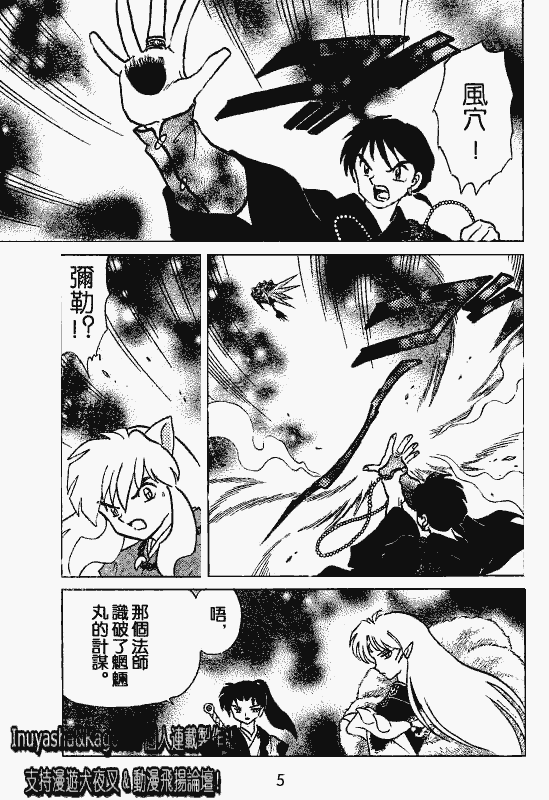 風穴!
彌勒?!
唔,
那個法師
識破了魍魎
丸的計謀。
人連載製作
支持漫遊犬夜叉&動漫飛揚論壇!
5